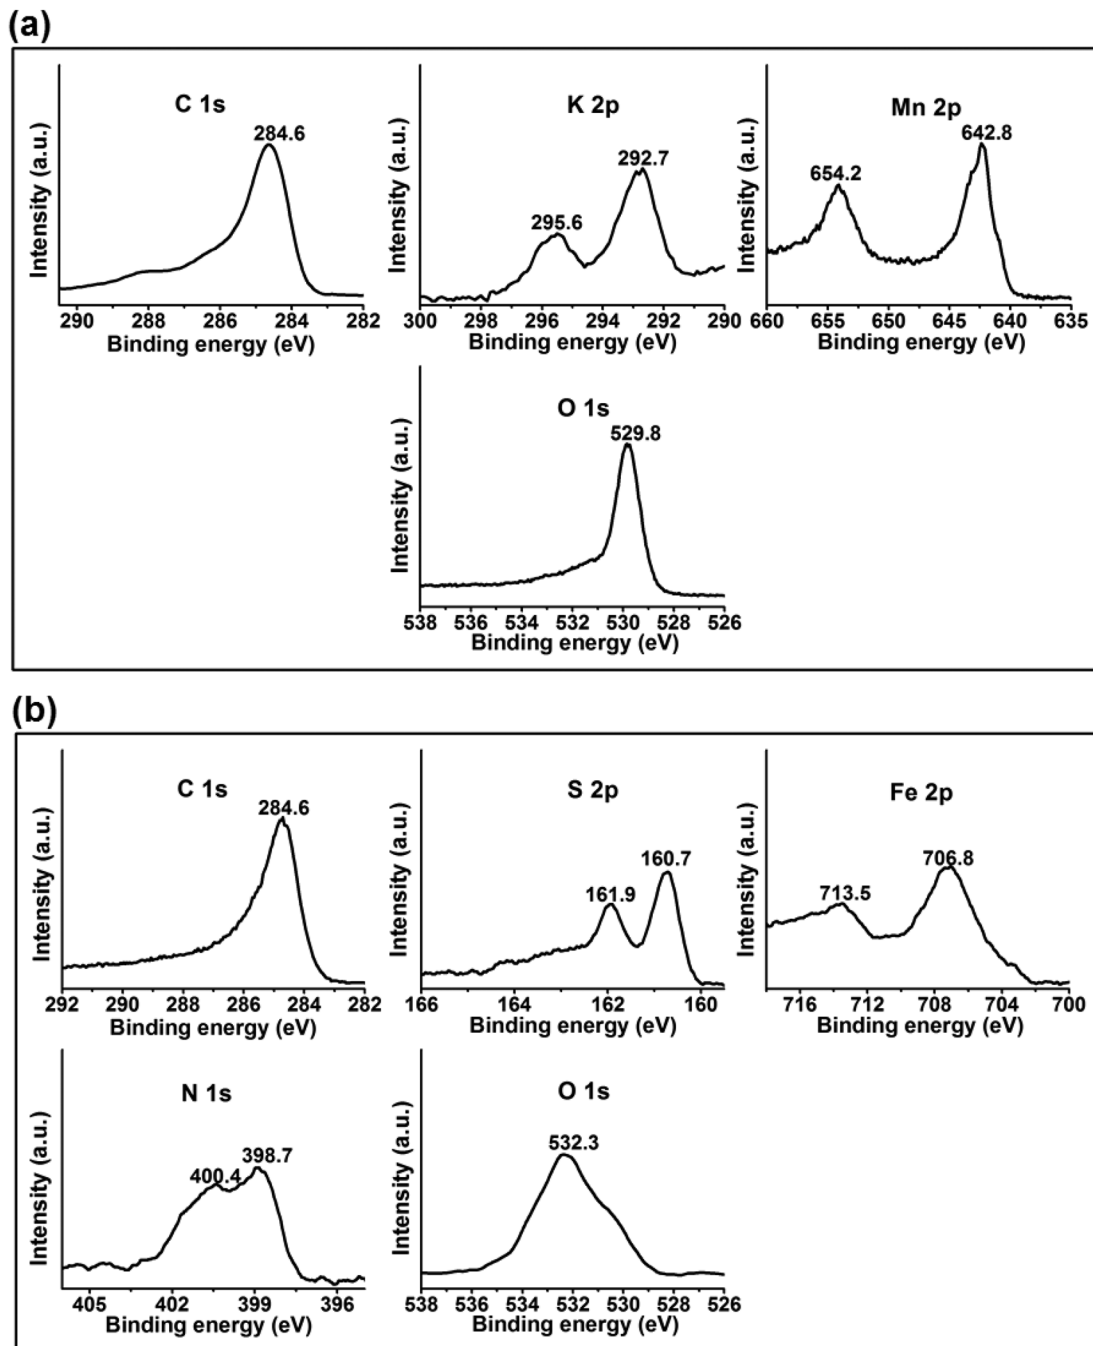 (a)
C 1s
284.6
Intensity (a.u.)
290 288 286 284 282
Binding energy (eV)
K 2p
292.7
295.6
Intensity (a.u.)
300 298 296 294 292 290
Binding energy (eV)
Mn 2p
642.8
654.2
Intensity (a.u.)
660 655 650 645 640 635
Binding energy (eV)
O 1s
529.8
Intensity (a.u.)
538 536 534 532 530 528 526
Binding energy (eV)
(b)
C 1s
284.6
Intensity (a.u.)
292 290 288 286 284 282
Binding energy (eV)
S 2p
160.7
161.9
Intensity (a.u.)
166 164 162 160
Binding energy (eV)
Fe 2p
706.8
713.5
Intensity (a.u.)
716 712 708 704 700
Binding energy (eV)
N 1s
398.7
400.4
Intensity (a.u.)
405 402 399 396
Binding energy (eV)
O 1s
532.3
Intensity (a.u.)
538 536 534 532 530 528 526
Binding energy (eV)